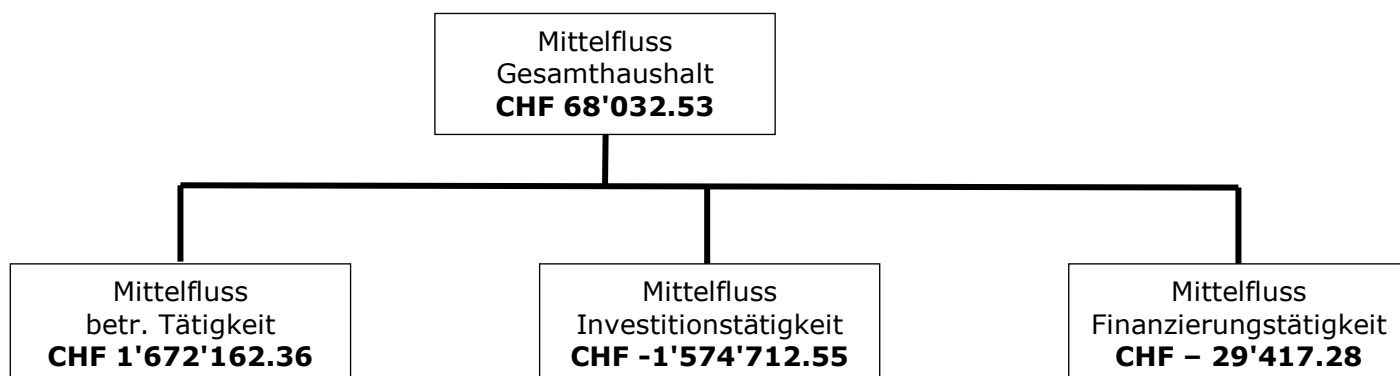 Mittelfluss
Gesamthaushalt
CHF 68'032.53
Mittelfluss
betr. Tätigkeit
CHF 1'672'162.36
Mittelfluss
Investitionstätigkeit
CHF -1'574'712.55
Mittelfluss
Finanzierungstätigkeit
CHF – 29'417.28